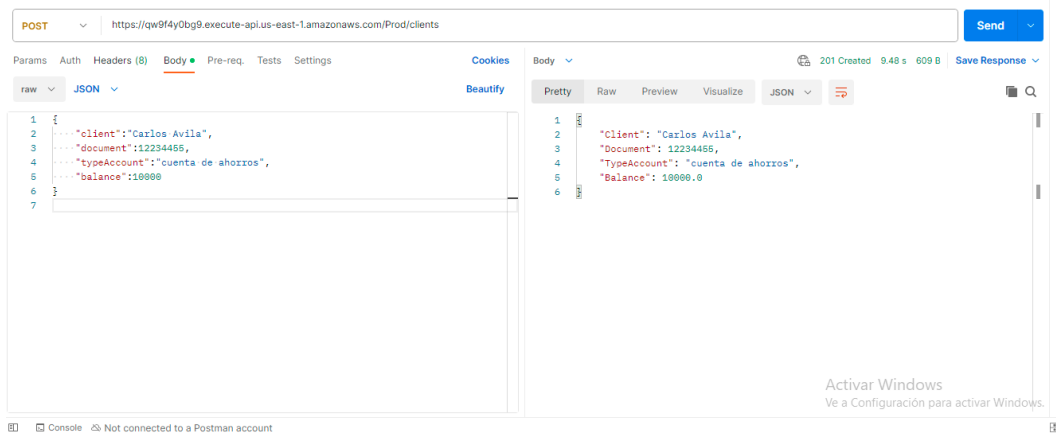 POST https://qw9f4y0bg9.execute-api.us-east-1.amazonaws.com/Prod/clients Send
Params Auth Headers (8) Body Pre-req. Tests Settings Cookies
raw JSON Beautify
1 {
2 "client":"Carlos Avila",
3 "document":12234455,
4 "typeAccount":"cuenta de ahorros",
5 "balance":10000
6 }
7
Body 201 Created 9.48 s 609 B Save Response
Pretty Raw Preview Visualize JSON
1 {
2 "Client": "Carlos Avila",
3 "Document": 12234455,
4 "TypeAccount": "cuenta de ahorros",
5 "Balance": 10000.0
6 }
Activar Windows
Ve a Configuración para activar Windows.
Console Not connected to a Postman account